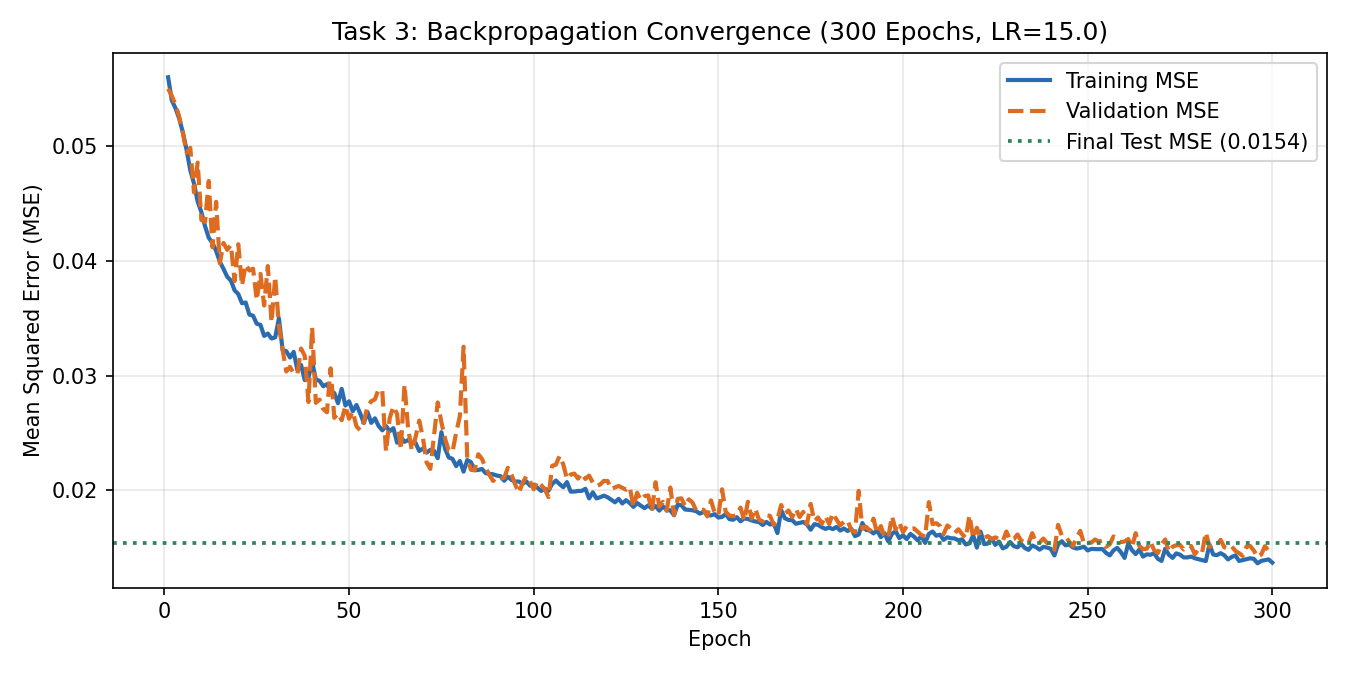 Task 3: Backpropagation Convergence (300 Epochs, LR=15.0)
Training MSE
Validation MSE
Final Test MSE (0.0154)
Mean Squared Error (MSE)
0.05
0.04
0.03
0.02
0
50
100
150
200
250
300
Epoch